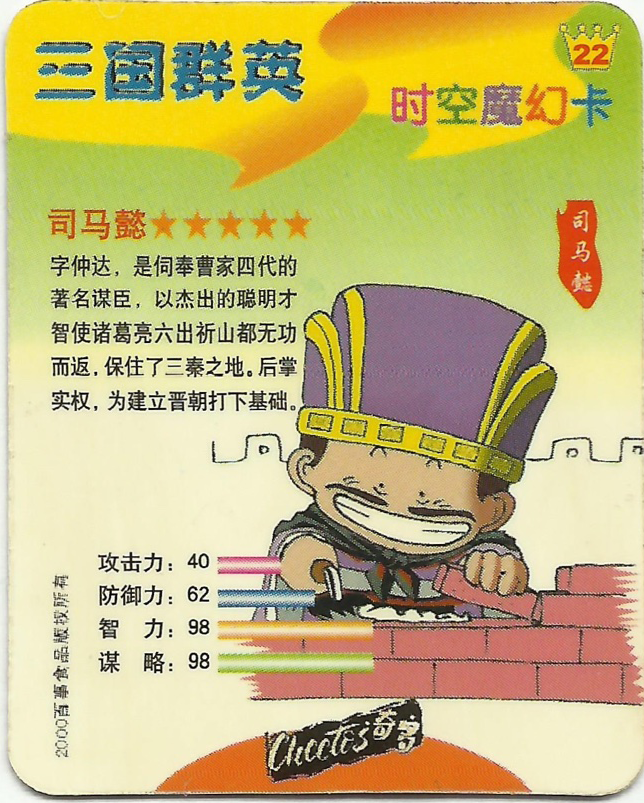 三国群英
22
时空魔幻卡
司马懿★★★★★
司马懿
字仲达，是伺奉曹家四代的
著名谋臣，以杰出的聪明才
智使诸葛亮六出祈山都无功
而返，保住了三秦之地。后掌
实权，为建立晋朝打下基础。
攻击力：40
防御力：62
智 力：98
谋 略：98
2000百事食品版权所有
Cheetos奇多